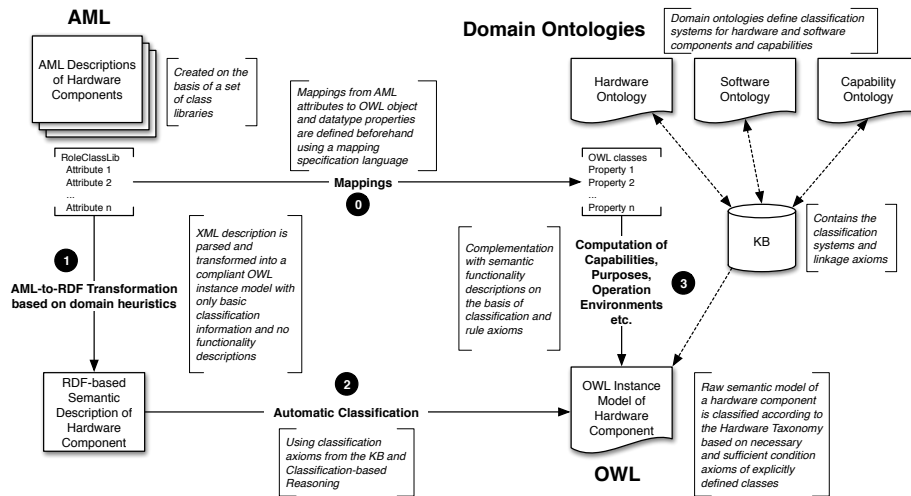 AML
Domain Ontologies
Domain ontologies define classification
systems for hardware and software
components and capabilities
AML Descriptions
of Hardware
Components
Created on the
basis of a set
of class
libraries
Mappings from AML
attributes to OWL object
and datatype properties
are defined beforehand
using a mapping
specification language
Hardware
Ontology
Software
Ontology
Capability
Ontology
RoleClassLib
Attribute 1
Attribute 2
...
Attribute n
Mappings
0
OWL classes
Property 1
Property 2
...
Property n
KB
Contains the
classification
systems and
linkage axioms
1
AML-to-RDF Transformation
based on domain heuristics
XML description is
parsed and
transformed into a
compliant OWL
instance model with
only basic
classification
information and no
functionality
descriptions
Complementation
with semantic
functionality
descriptions on
the basis of
classification and
rule axioms
Computation of
Capabilities,
Purposes,
Operation
Environments
etc.
3
RDF-based
Semantic
Description of
Hardware
Component
2
Automatic Classification
Using classification
axioms from the KB and
Classification-based
Reasoning
OWL Instance
Model of
Hardware
Component
OWL
Raw semantic model of
a hardware component
is classified according to
the Hardware Taxonomy
based on necessary
and sufficient condition
axioms of explicitly
defined classes